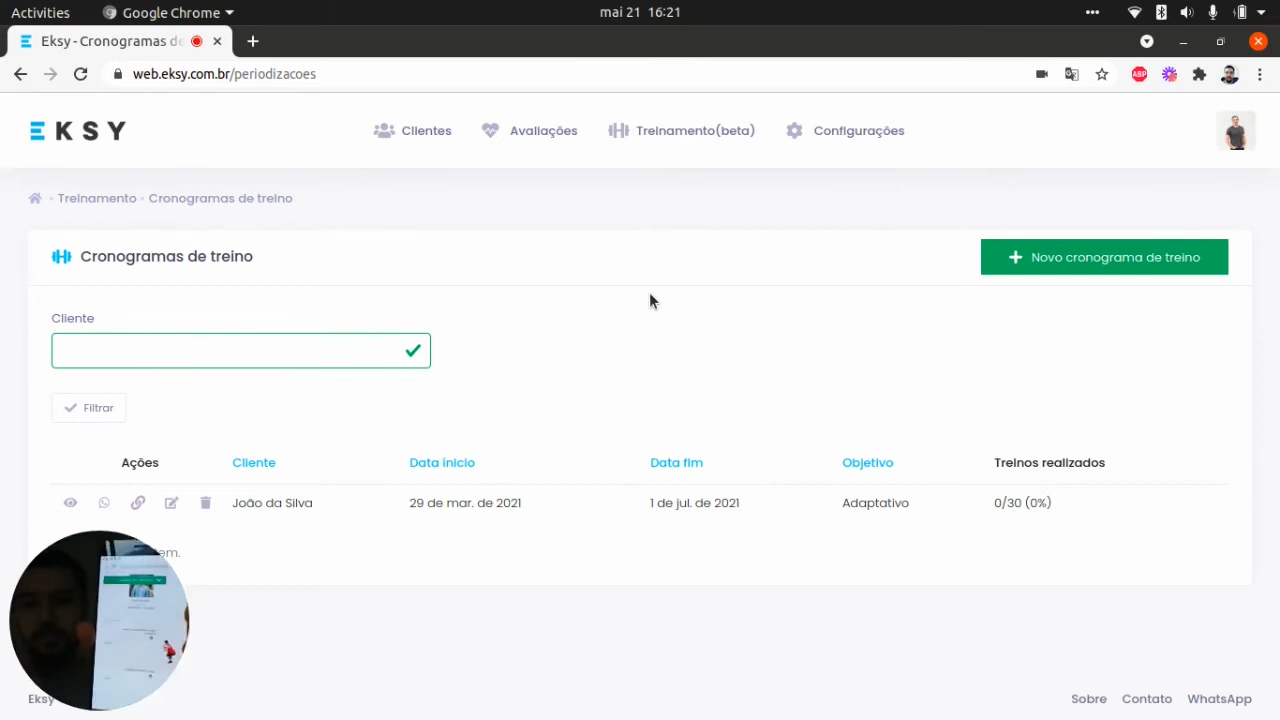 Activities
Google Chrome
mai 21 16:21
Eksy - Cronogramas de
web.eksy.com.br/periodizacoes
ABP
EKSY
Clientes
Avaliações
Treinamento(beta)
Configurações
Treinamento
Cronogramas de treino
Cronogramas de treino
Novo cronograma de treino
Cliente
Filtrar
Ações Cliente Data início Data fim Objetivo Treinos realizados
João da Silva 29 de mar. de 2021 1 de jul. de 2021 Adaptativo 0/30 (0%)
Eksy
Sobre Contato WhatsApp